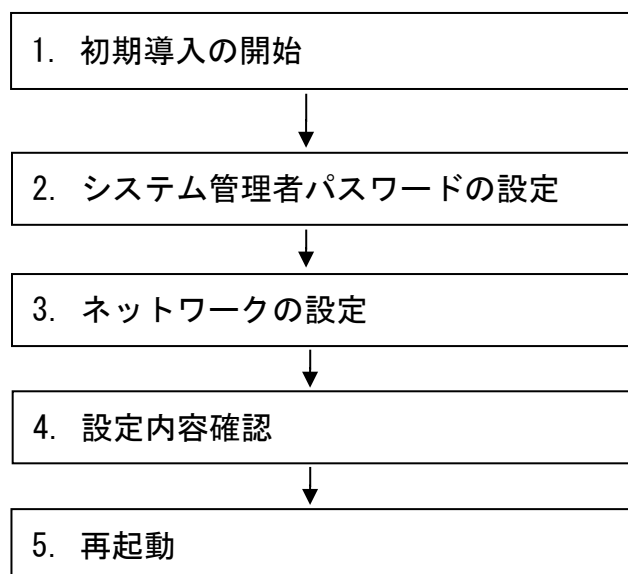 1. 初期導入の開始
2. システム管理者パスワードの設定
3. ネットワークの設定
4. 設定内容確認
5. 再起動